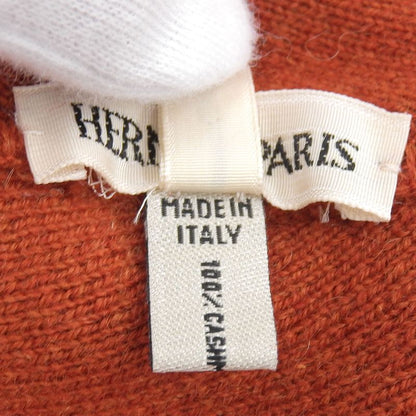 HERM PARIS
MADE IN
ITALY
100% CASHM